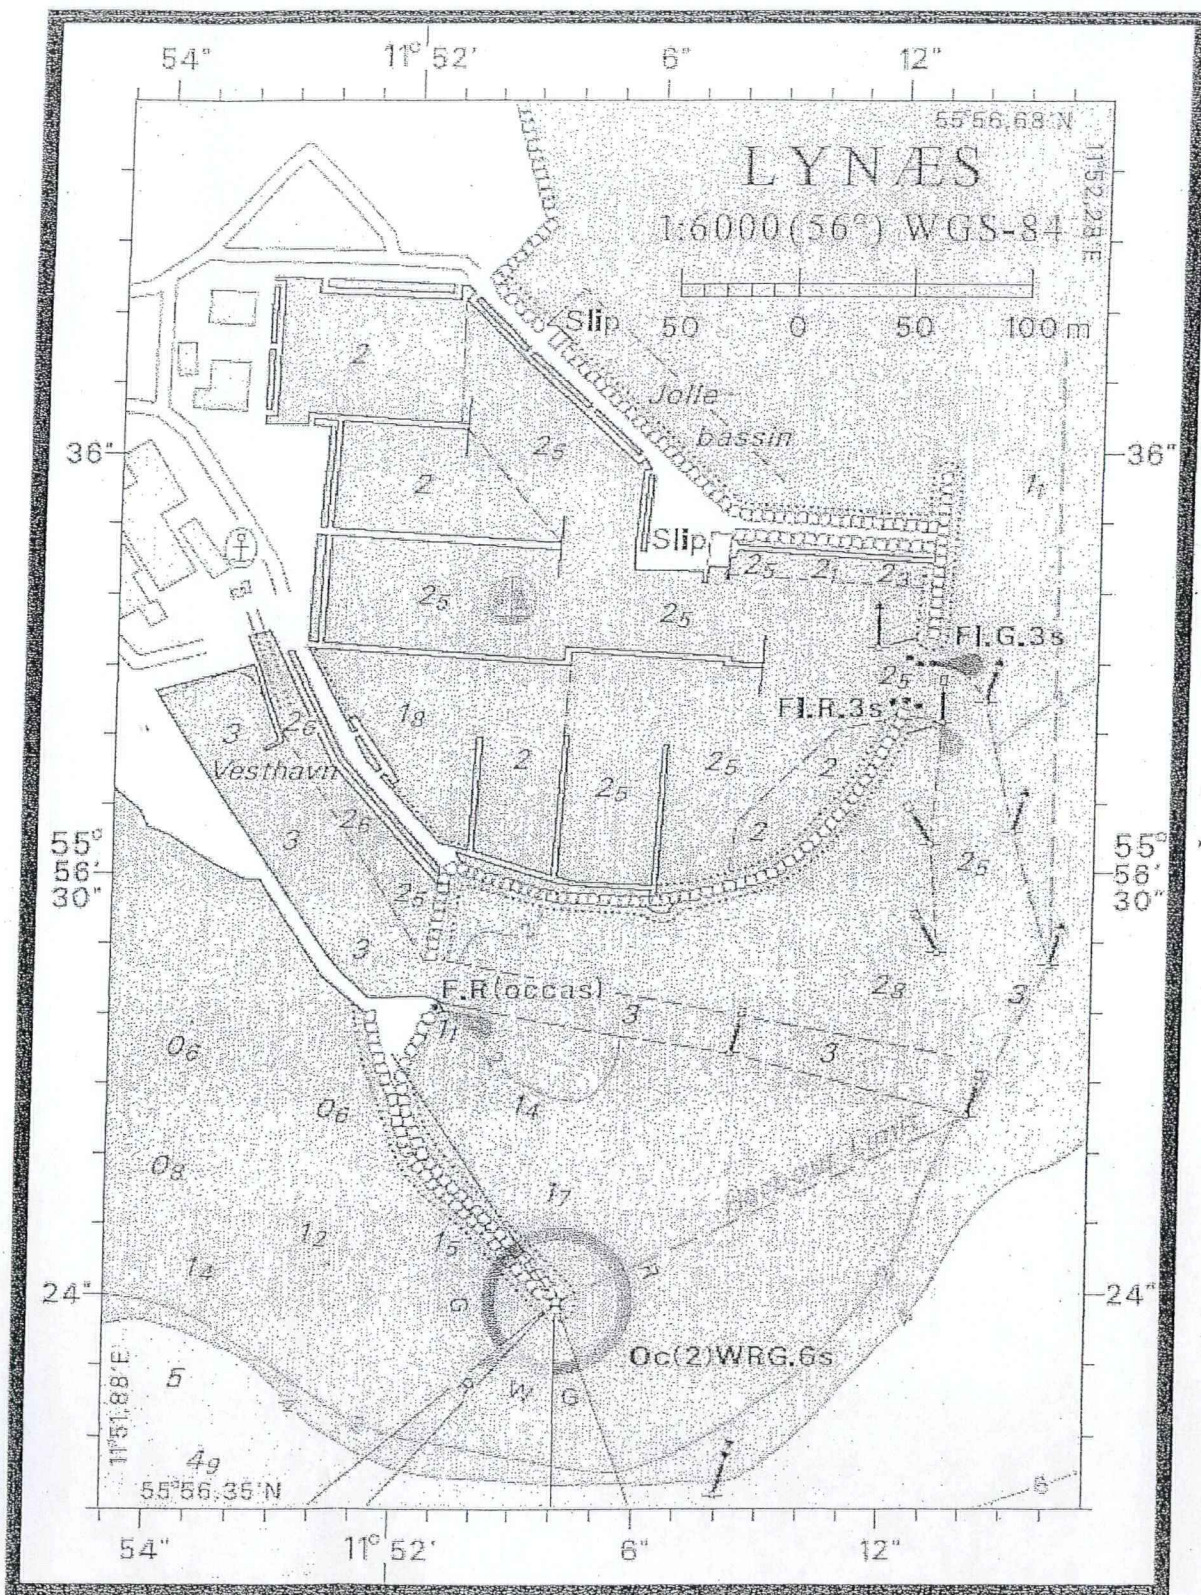 54" 11° 52' 6" 12"
55°56,68'N
11°52,28'E
LYNÆS
1:6000 (56°) WGS-84
50 0 50 100 m
Slip
2
Jolle
bassin
2₅
36" 36"
2
1₁
Slip
2₅ 2₁ 2₃
2₅
2₅
Fl.G.3s
2₅
Fl.R.3s
1₈
3 2₆
Vesthavn
2
2₅
2₅
2
2₆
3
2
55° 56' 30" 55° 56' 30"
2₅
2₅
3
2
2₈
F.R(occas)
3
3
1₁
0₆
2
3
0₆
1₄
Harbour Limit
0₈
1₇
1₂
1₅
1₄
R
24" 24"
G
Oc(2)WRG.6s
R W G
5
11°51,88'E
4₉
55°56,35'N
6
54" 11° 52' 6" 12"